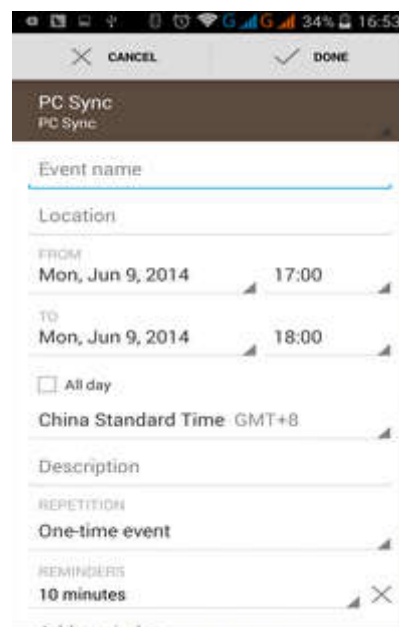 G G 34% 16:53
CANCEL DONE
PC Sync
PC Sync
Event name
Location
FROM
Mon, Jun 9, 2014 17:00
TO
Mon, Jun 9, 2014 18:00
All day
China Standard Time GMT+8
Description
REPETITION
One-time event
REMINDERS
10 minutes